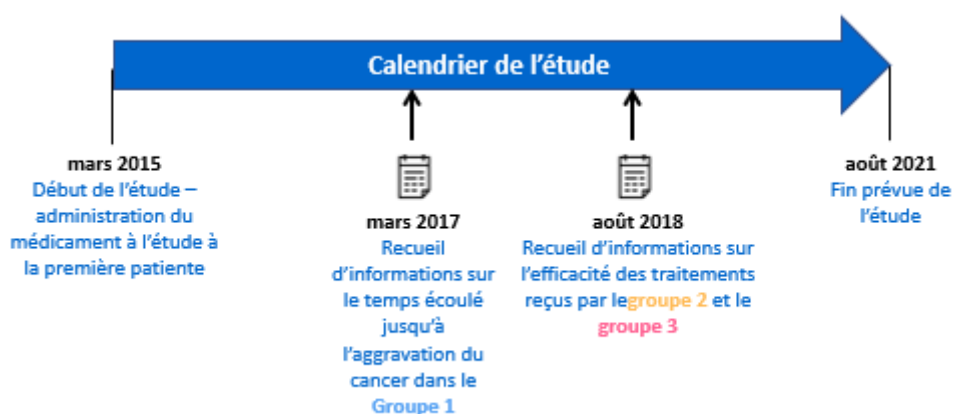 Calendrier de l'étude
mars 2015
Début de l'étude –
administration du
médicament à l'étude à
la première patiente
mars 2017
Recueil
d'informations sur
le temps écoulé
jusqu'à
l'aggravation du
cancer dans le
Groupe 1
août 2018
Recueil d'informations sur
l'efficacité des traitements
reçus par legroupe 2 et le
groupe 3
août 2021
Fin prévue de
l'étude